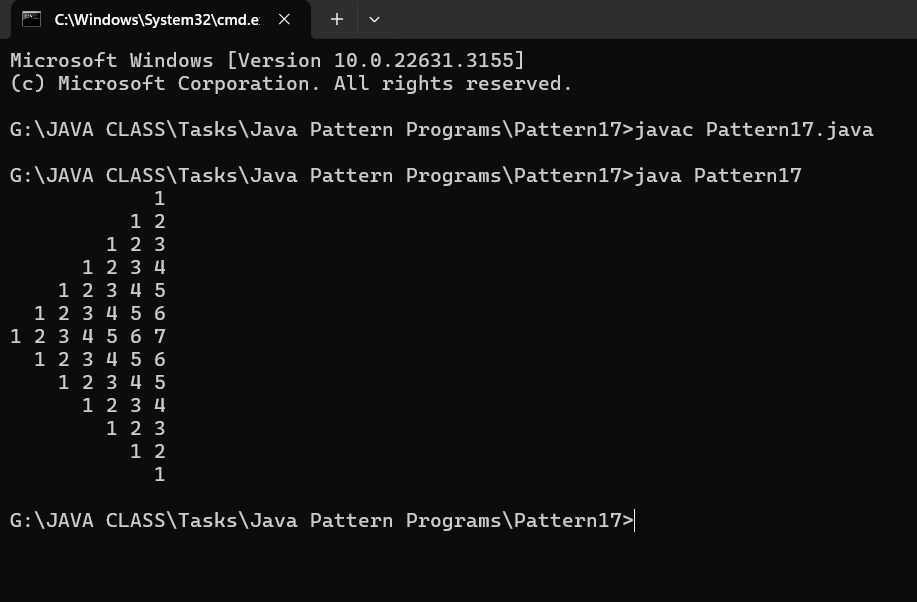 C:\Windows\System32\cmd.e
Microsoft Windows [Version 10.0.22631.3155]
(c) Microsoft Corporation. All rights reserved.
G:\JAVA CLASS\Tasks\Java Pattern Programs\Pattern17>javac Pattern17.java
G:\JAVA CLASS\Tasks\Java Pattern Programs\Pattern17>java Pattern17
            1
          1 2
        1 2 3
      1 2 3 4
    1 2 3 4 5
  1 2 3 4 5 6
1 2 3 4 5 6 7
  1 2 3 4 5 6
    1 2 3 4 5
      1 2 3 4
        1 2 3
          1 2
            1
G:\JAVA CLASS\Tasks\Java Pattern Programs\Pattern17>